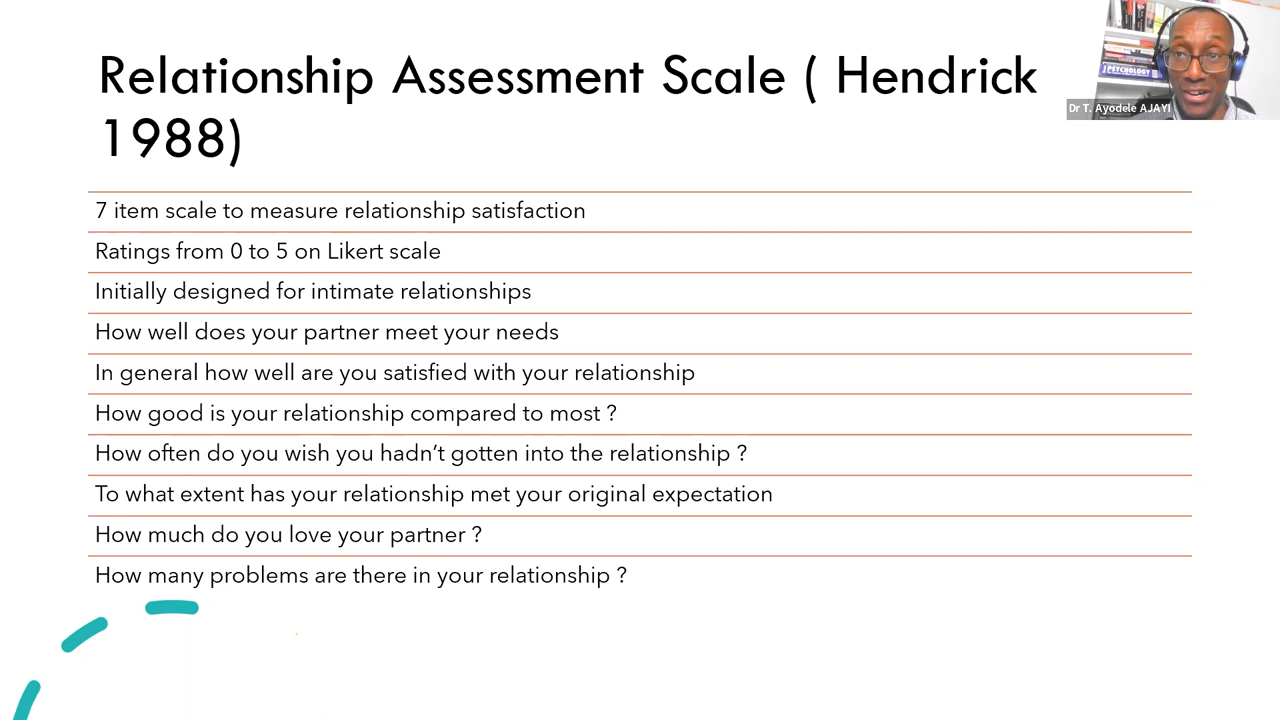 Relationship Assessment Scale ( Hendrick
1988)
PSYCHOLOGY
Dr T. Ayodele AJAYI
7 item scale to measure relationship satisfaction
Ratings from 0 to 5 on Likert scale
Initially designed for intimate relationships
How well does your partner meet your needs
In general how well are you satisfied with your relationship
How good is your relationship compared to most ?
How often do you wish you hadn’t gotten into the relationship ?
To what extent has your relationship met your original expectation
How much do you love your partner ?
How many problems are there in your relationship ?